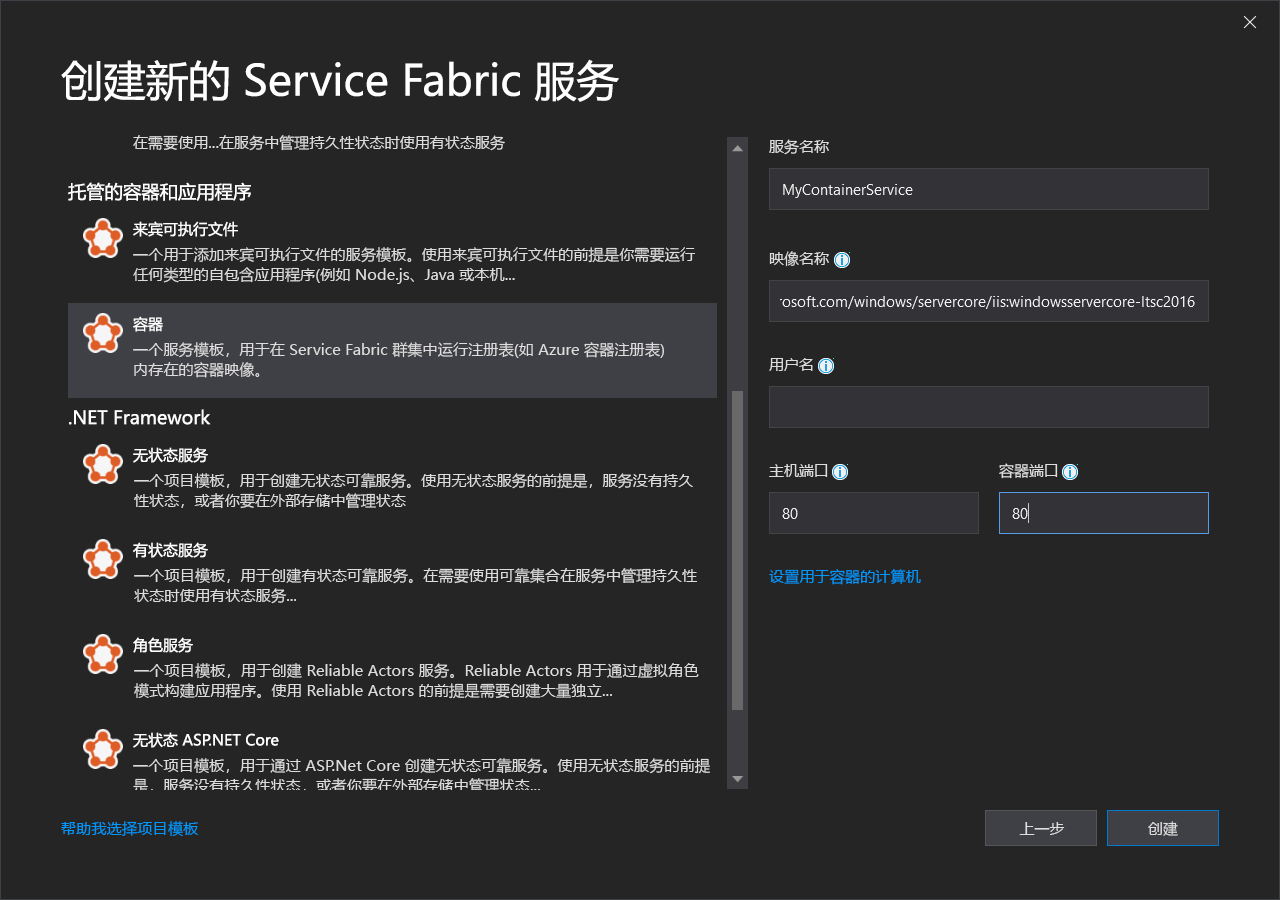 创建新的 Service Fabric 服务
在需要使用...在服务中管理持久性状态时使用有状态服务
托管的容器和应用程序
来宾可执行文件
一个用于添加来宾可执行文件的服务模板。使用来宾可执行文件的前提是你需要运行
任何类型的自包含应用程序(例如 Node.js、Java 或本机...
容器
一个服务模板，用于在 Service Fabric 群集中运行注册表(如 Azure 容器注册表)
内存在的容器映像。
.NET Framework
无状态服务
一个项目模板，用于创建无状态可靠服务。使用无状态服务的前提是，服务没有持久
性状态，或者你要在外部存储中管理状态
有状态服务
一个项目模板，用于创建有状态可靠服务。在需要使用可靠集合在服务中管理持久性
状态时使用有状态服务...
角色服务
一个项目模板，用于创建 Reliable Actors 服务。Reliable Actors 用于通过虚拟角色
模式构建应用程序。使用 Reliable Actors 的前提是需要创建大量独立...
无状态 ASP.NET Core
一个项目模板，用于通过 ASP.Net Core 创建无状态可靠服务。使用无状态服务的前提
是，服务没有持久性状态，或者你要在外部存储中管理状态...
服务名称
MyContainerService
映像名称
rosoft.com/windows/servercore/iis:windowsservercore-ltsc2016
用户名
主机端口 容器端口
80 80
设置用于容器的计算机
帮助我选择项目模板
上一步 创建